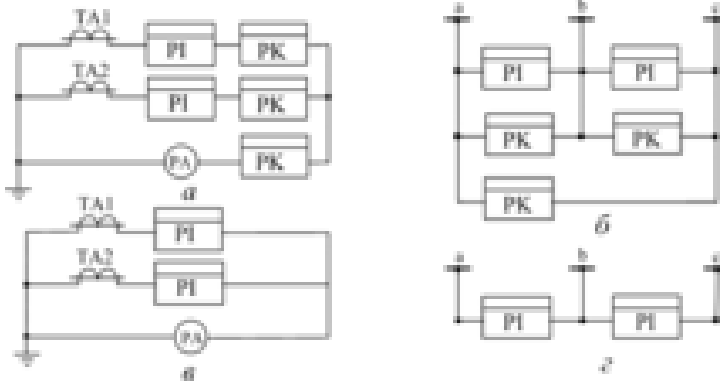 TA1
PI PK
TA2
PI PK
PA PK
а
a b c
PI PI
PK PK
PK
б
TA1
PI
TA2
PI
PA
в
a b c
PI PI
г